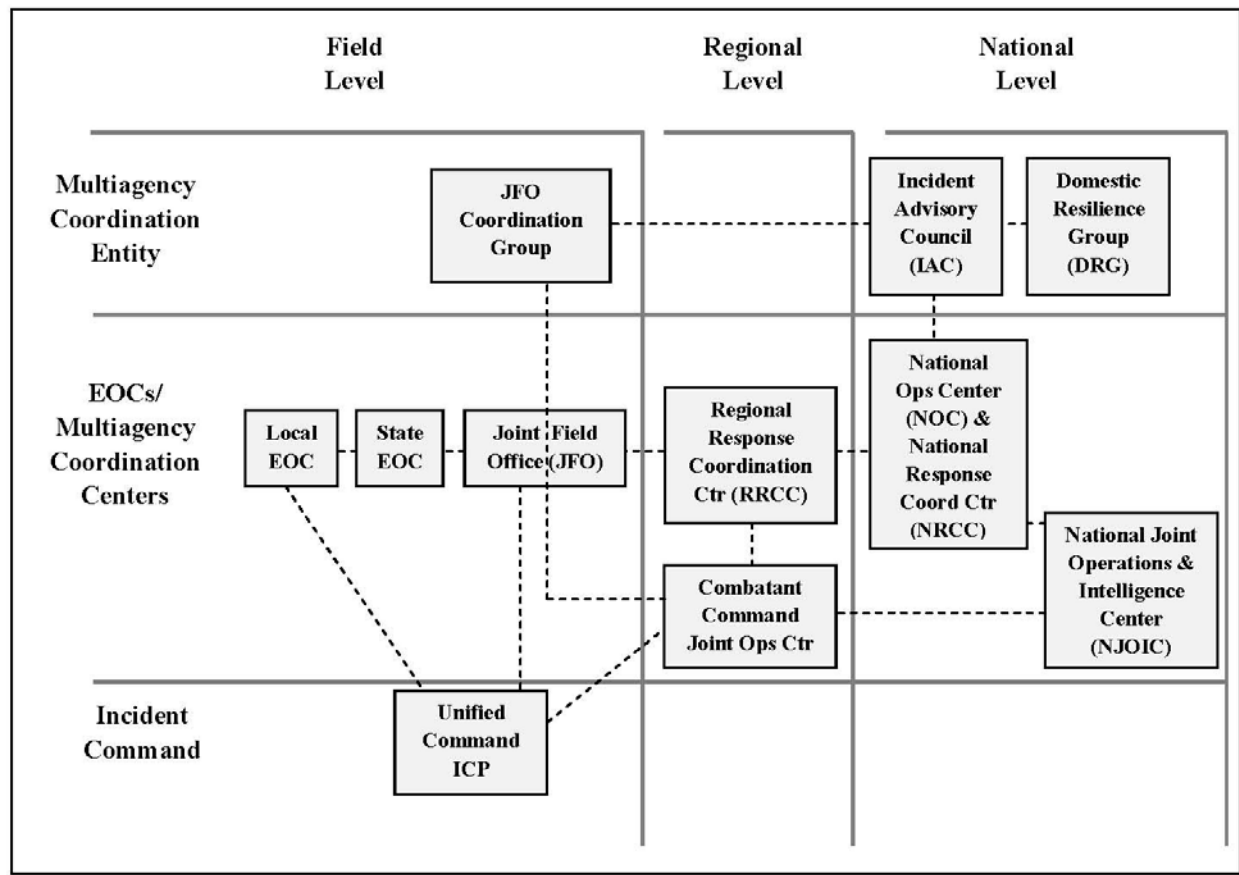 Field
Level
Regional
Level
National
Level
Multiagency
Coordination
Entity
JFO
Coordination
Group
Incident
Advisory
Council
(IAC)
Domestic
Resilience
Group
(DRG)
EOCs/
Multiagency
Coordination
Centers
Local
EOC
State
EOC
Joint Field
Office (JFO)
Regional
Response
Coordination
Ctr (RRCC)
National
Ops Center
(NOC) &
National
Response
Coord Ctr
(NRCC)
Combatant
Command
Joint Ops Ctr
National Joint
Operations &
Intelligence
Center
(NJOIC)
Incident
Command
Unified
Command
ICP